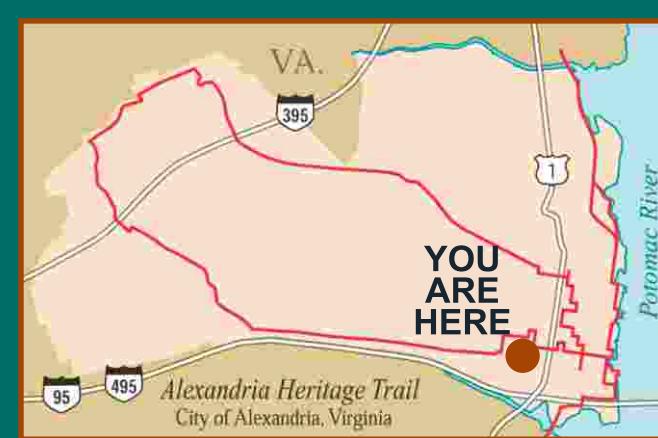 VA.
395
1
Potomac River
YOU
ARE
HERE
95
495
Alexandria Heritage Trail
City of Alexandria, Virginia